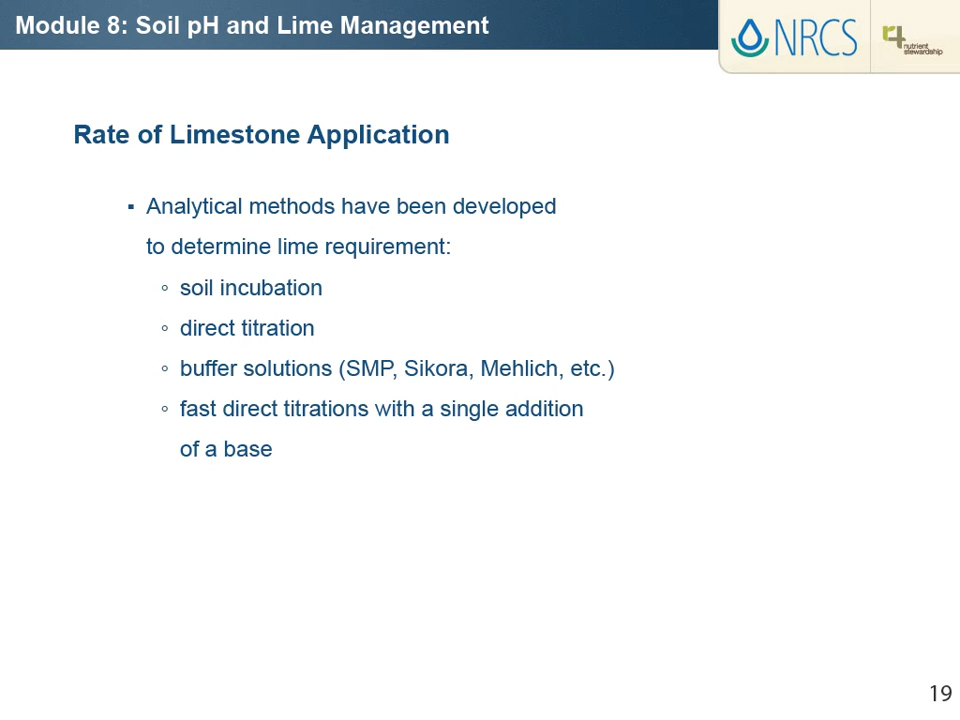 Module 8: Soil pH and Lime Management
NRCS
r4 nutrient
stewardship
Rate of Limestone Application
▪ Analytical methods have been developed
to determine lime requirement:
◦ soil incubation
◦ direct titration
◦ buffer solutions (SMP, Sikora, Mehlich, etc.)
◦ fast direct titrations with a single addition
of a base
19